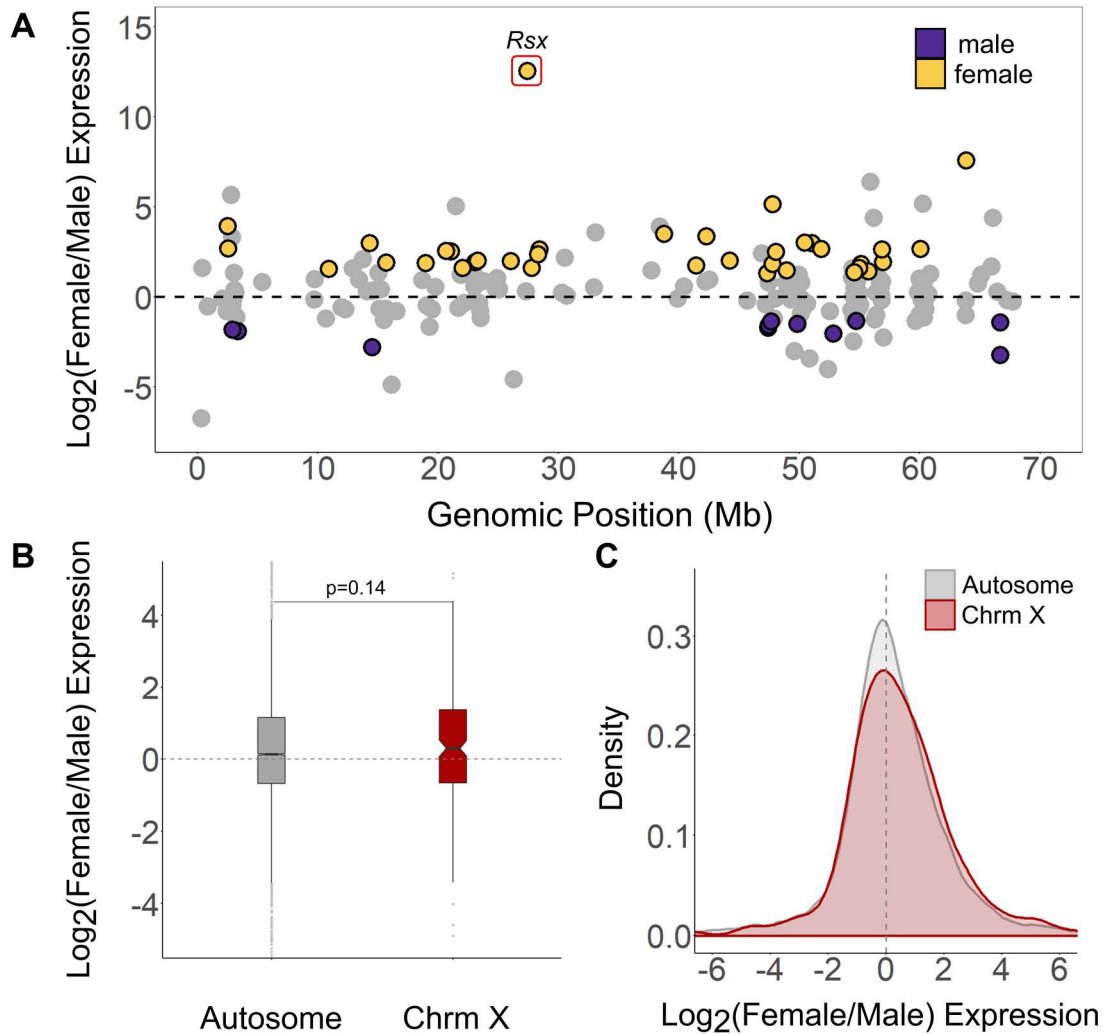 A
Log2(Female/Male) Expression
15
10
5
0
-5
Rsx
male
female
0 10 20 30 40 50 60 70
Genomic Position (Mb)
B
Log2(Female/Male) Expression
4
2
0
-2
-4
p=0.14
Autosome Chrm X
C
Density
0.3
0.2
0.1
0.0
Autosome
Chrm X
-6 -4 -2 0 2 4 6
Log2(Female/Male) Expression